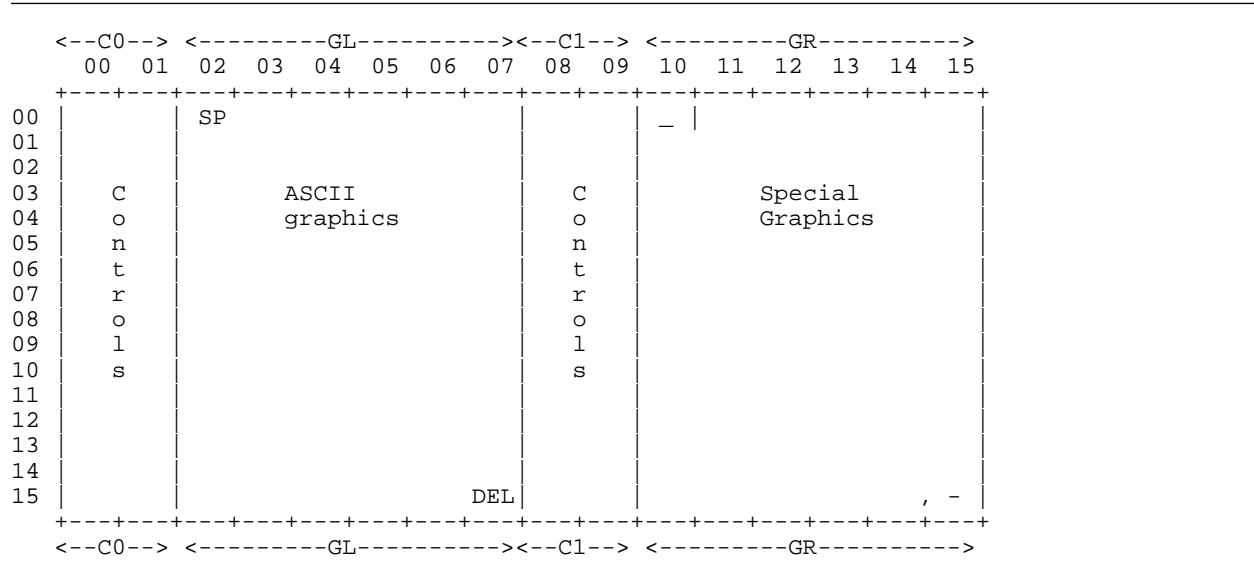 <--C0--> <---------GL----------><--C1--> <---------GR---------->
00 01 02 03 04 05 06 07 08 09 10 11 12 13 14 15
+---+---+---+---+---+---+---+---+---+---+---+---+---+---+---+---+
00 | | SP | | _ | |
01 | | | | |
02 | | | | |
03 | C | ASCII | C | Special |
04 | o | graphics | o | Graphics |
05 | n | | n | |
06 | t | | t | |
07 | r | | r | |
08 | o | | o | |
09 | l | | l | |
10 | s | | s | |
11 | | | | |
12 | | | | |
13 | | | | |
14 | | | | |
15 | | DEL| | , - |
+---+---+---+---+---+---+---+---+---+---+---+---+---+---+---+---+
<--C0--> <---------GL----------><--C1--> <---------GR---------->